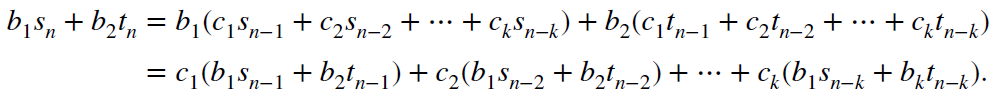 b₁sₙ + b₂tₙ = b₁(c₁sₙ₋₁ + c₂sₙ₋₂ + ⋯ + cₖsₙ₋ₖ) + b₂(c₁tₙ₋₁ + c₂tₙ₋₂ + ⋯ + cₖtₙ₋ₖ)
= c₁(b₁sₙ₋₁ + b₂tₙ₋₁) + c₂(b₁sₙ₋₂ + b₂tₙ₋₂) + ⋯ + cₖ(b₁sₙ₋ₖ + bₖtₙ₋ₖ).